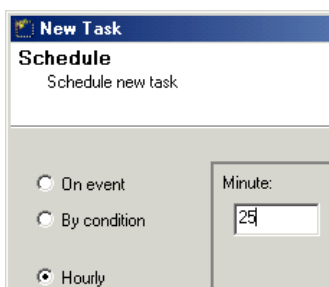 New Task
Schedule
Schedule new task
On event
Minute:
By condition
25
Hourly